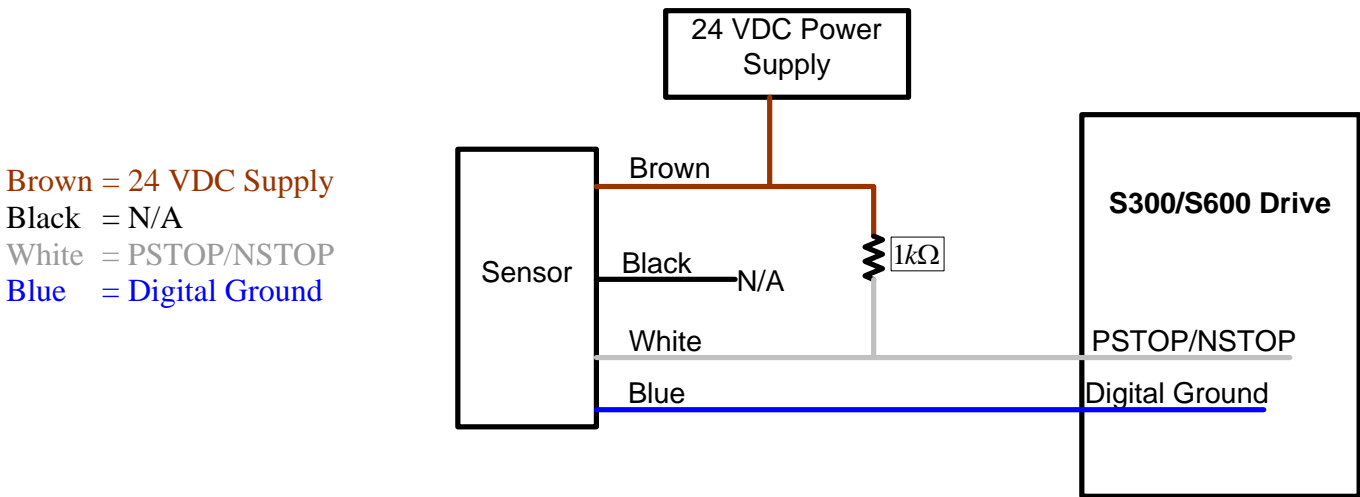 24 VDC Power
Supply
Brown = 24 VDC Supply
Black = N/A
White = PSTOP/NSTOP
Blue = Digital Ground
Sensor
Brown
Black
N/A
White
Blue
1kΩ
S300/S600 Drive
PSTOP/NSTOP
Digital Ground